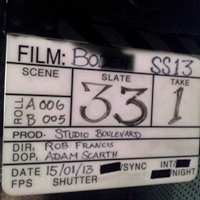 FILM: SS13
SCENE SLATE TAKE
33 1
ROLL A 006
B 005
PROD. STUDIO BOULEVARD
DIR: ROB FRANCIS
DOP: ADAM SCARTH
DATE 15/01/13 /SYNC INT/
FPS SHUTTER /NIGHT